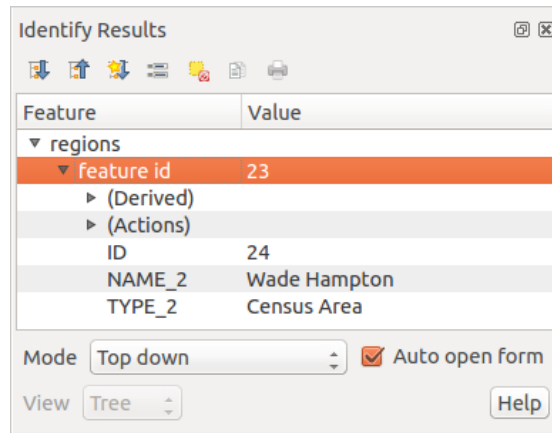 Identify Results
Feature Value
regions
feature id 23
(Derived)
(Actions)
ID 24
NAME_2 Wade Hampton
TYPE_2 Census Area
Mode Top down Auto open form
View Tree Help